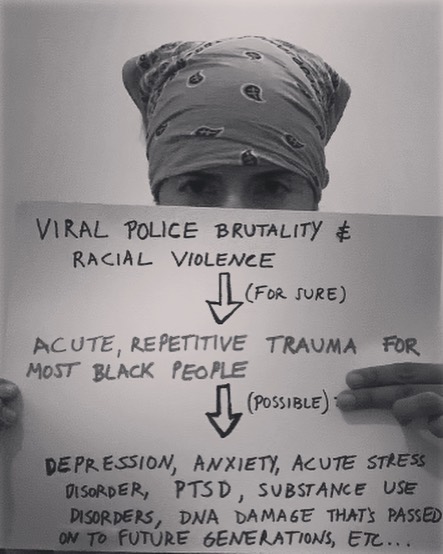 VIRAL POLICE BRUTALITY &
RACIAL VIOLENCE
(FOR SURE)
ACUTE, REPETITIVE TRAUMA FOR
MOST BLACK PEOPLE
(POSSIBLE)
DEPRESSION, ANXIETY, ACUTE STRESS
DISORDER, PTSD, SUBSTANCE USE
DISORDERS, DNA DAMAGE THAT'S PASSED
ON TO FUTURE GENERATIONS, ETC...